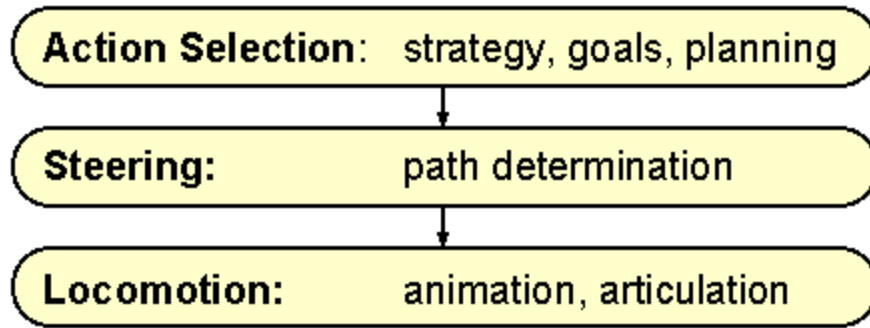 Action Selection: strategy, goals, planning
Steering: path determination
Locomotion: animation, articulation